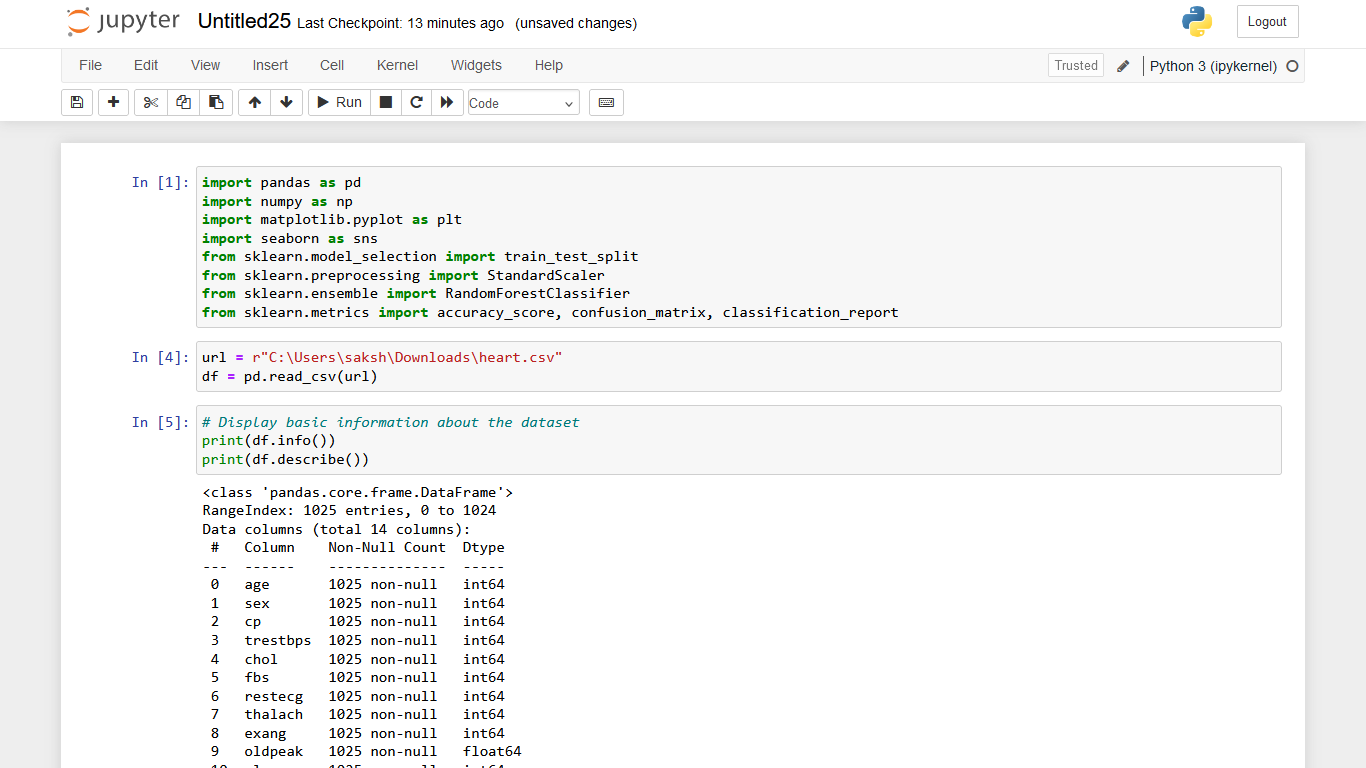 jupyter Untitled25 Last Checkpoint: 13 minutes ago (unsaved changes)
Logout
File Edit View Insert Cell Kernel Widgets Help
Trusted
Python 3 (ipykernel)
Run
Code
In [1]:
import pandas as pd
import numpy as np
import matplotlib.pyplot as plt
import seaborn as sns
from sklearn.model_selection import train_test_split
from sklearn.preprocessing import StandardScaler
from sklearn.ensemble import RandomForestClassifier
from sklearn.metrics import accuracy_score, confusion_matrix, classification_report
In [4]:
url = r"C:\Users\saksh\Downloads\heart.csv"
df = pd.read_csv(url)
In [5]:
# Display basic information about the dataset
print(df.info())
print(df.describe())
<class 'pandas.core.frame.DataFrame'>
RangeIndex: 1025 entries, 0 to 1024
Data columns (total 14 columns):
 #   Column    Non-Null Count  Dtype
---  ------    --------------  -----
 0   age       1025 non-null   int64
 1   sex       1025 non-null   int64
 2   cp        1025 non-null   int64
 3   trestbps  1025 non-null   int64
 4   chol      1025 non-null   int64
 5   fbs       1025 non-null   int64
 6   restecg   1025 non-null   int64
 7   thalach   1025 non-null   int64
 8   exang     1025 non-null   int64
 9   oldpeak   1025 non-null   float64